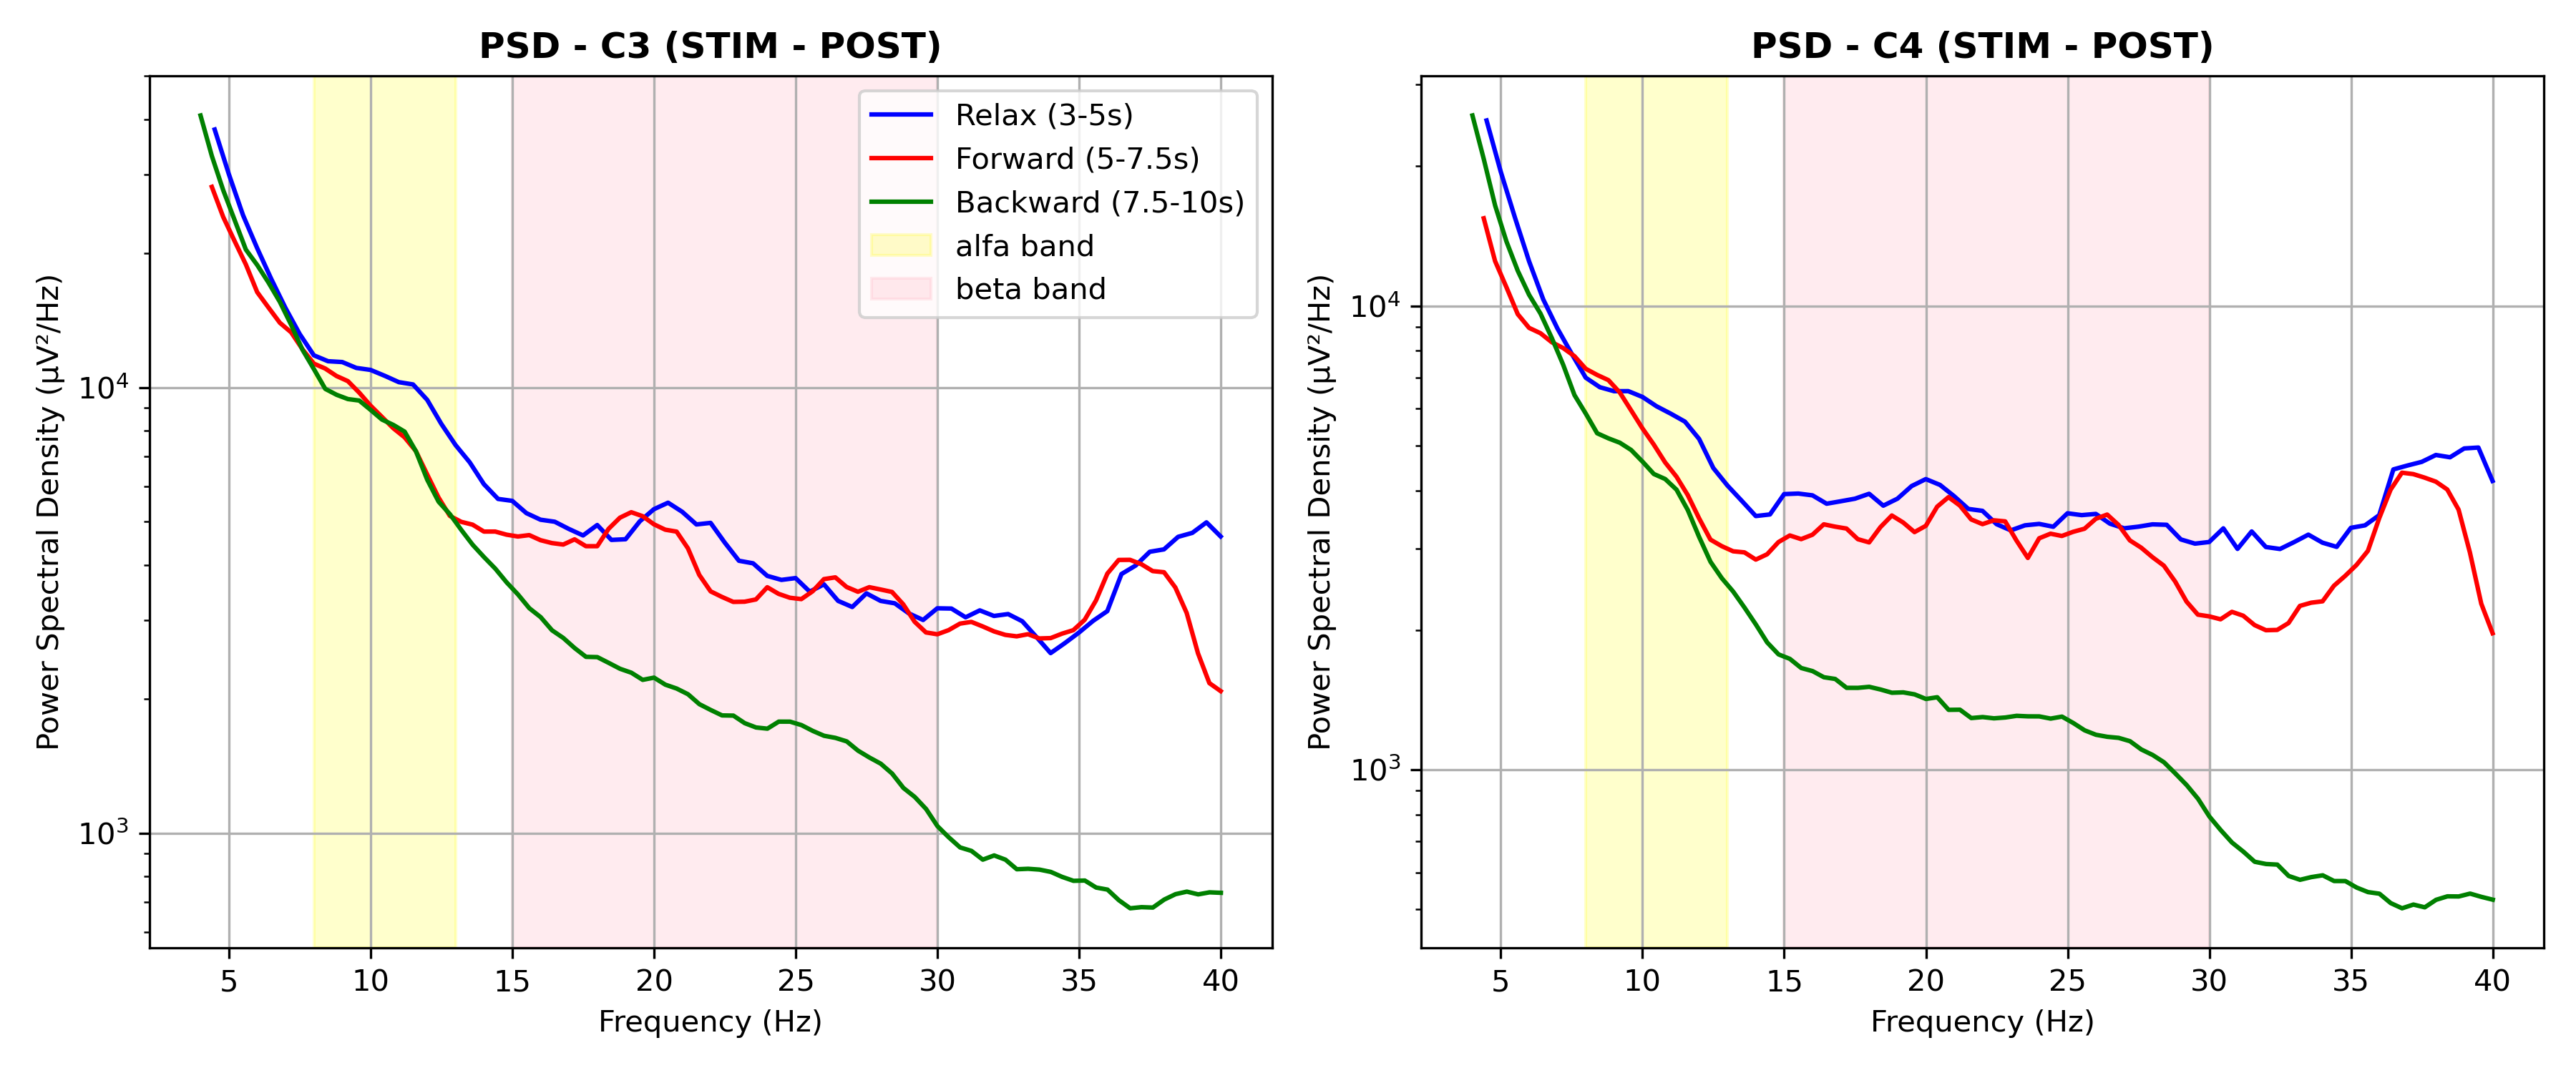 PSD - C3 (STIM - POST)
Power Spectral Density (µV²/Hz)
10⁴
10³
Relax (3-5s)
Forward (5-7.5s)
Backward (7.5-10s)
alfa band
beta band
5 10 15 20 25 30 35 40
Frequency (Hz)
PSD - C4 (STIM - POST)
Power Spectral Density (µV²/Hz)
10⁴
10³
5 10 15 20 25 30 35 40
Frequency (Hz)